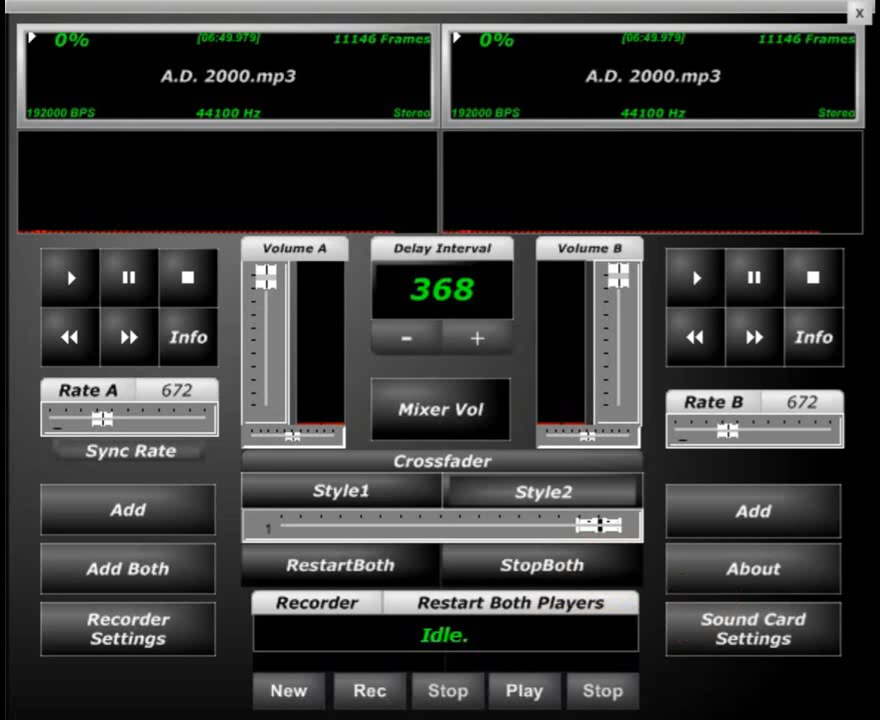 X
0% [06:49.979] 11146 Frames
A.D. 2000.mp3
192000 BPS 44100 Hz Stereo
0% [06:49.979] 11146 Frames
A.D. 2000.mp3
192000 BPS 44100 Hz Stereo
Volume A
Delay Interval
Volume B
368
- +
Info
Info
Rate A 672
Mixer Vol
Rate B 672
Sync Rate
Crossfader
Style1 Style2
1
Add
Add
RestartBoth StopBoth
Add Both
About
Recorder Restart Both Players
Recorder
Settings
Idle.
Sound Card
Settings
New Rec Stop Play Stop